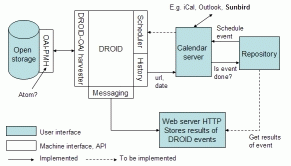 E.g. iCal, Outlook, Sunbird
Open
storage
OAI-PMH
DROID-OAI
harvester
DROID
Scheduler
History
Messaging
Calendar
server
Schedule
event
Repository
Is event
done?
url,
date
Atom?
Web server HTTP
Stores results of
DROID events
Get results
of event
User interface
Machine interface, API
Implemented
To be implemented